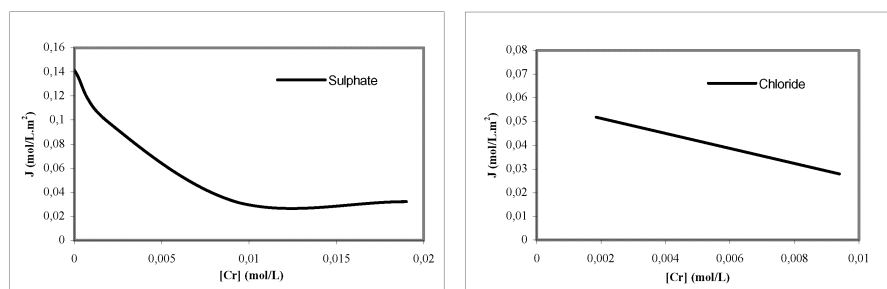 0,16
0,14
0,12
0,1
0,08
0,06
0,04
0,02
0
J (mol/L.m²)
Sulphate
0 0,005 0,01 0,015 0,02
[Cr] (mol/L)
0,08
0,07
0,06
0,05
0,04
0,03
0,02
0,01
0
J (mol/L.m²)
Chloride
0 0,002 0,004 0,006 0,008 0,01
[Cr] (mol/L)